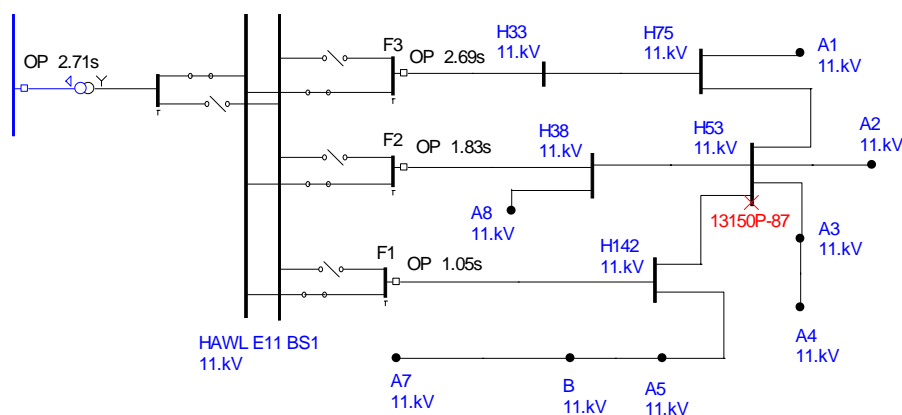 OP 2.71s
F3
OP 2.69s
H33
11.kV
H75
11.kV
A1
11.kV
F2
OP 1.83s
H38
11.kV
H53
11.kV
A2
11.kV
A8
11.kV
13150P-87
A3
11.kV
F1
OP 1.05s
H142
11.kV
HAWL E11 BS1
11.kV
A4
11.kV
A7
11.kV
B
11.kV
A5
11.kV